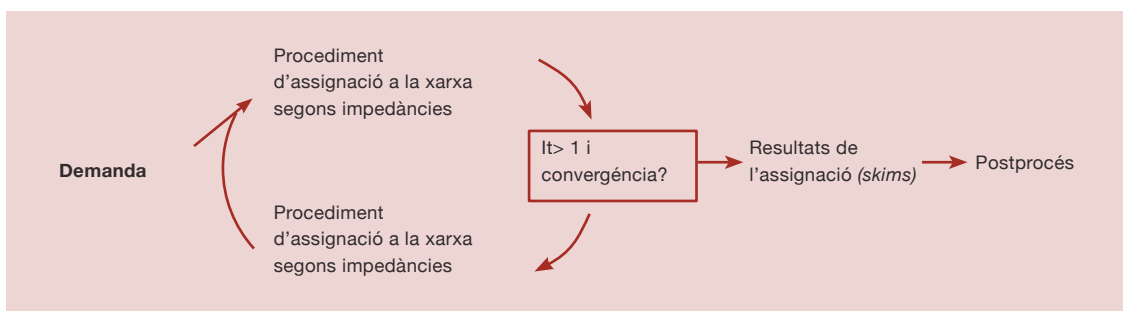 Demanda
Procediment
d’assignació a la xarxa
segons impedàncies
It> 1 i
convergéncia?
Resultats de
l’assignació (skims)
Postprocés
Procediment
d’assignació a la xarxa
segons impedàncies